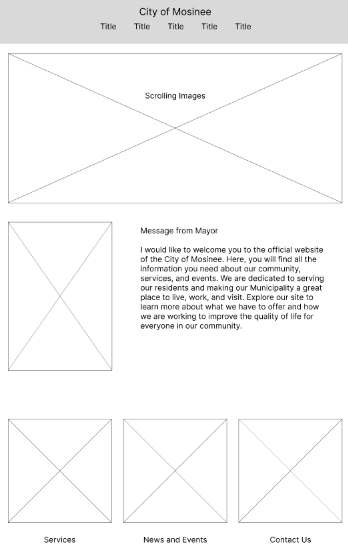 City of Mosinee
Title Title Title Title Title
Scrolling Images
Message from Mayor
I would like to welcome you to the official website
of the City of Mosinee. Here, you will find all the
information you need about our community,
services, and events. We are dedicated to serving
our residents and making our Municipality a great
place to live, work, and visit. Explore our site to
learn more about what we have to offer and how
we are working to improve the quality of life for
everyone in our community.
Services News and Events Contact Us